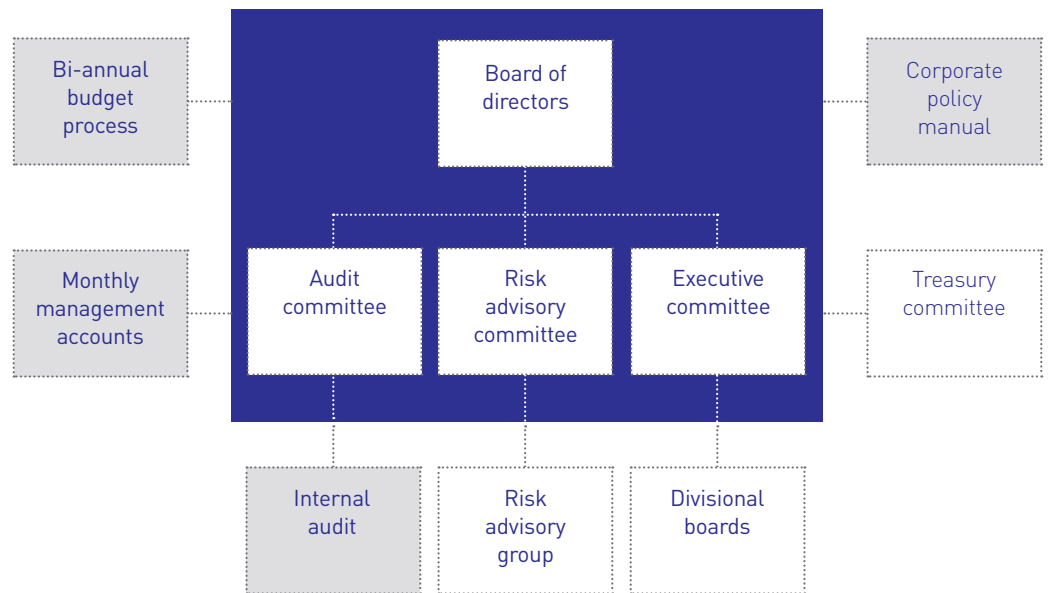 Bi-annual
budget
process
Board of
directors
Corporate
policy
manual
Monthly
management
accounts
Audit
committee
Risk
advisory
committee
Executive
committee
Treasury
committee
Internal
audit
Risk
advisory
group
Divisional
boards